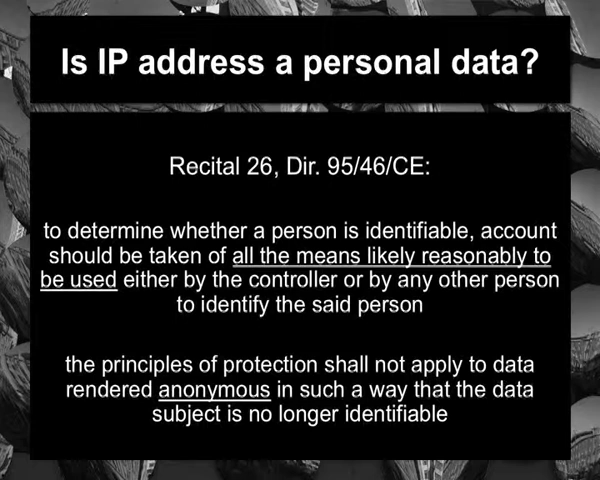 Is IP address a personal data?
Recital 26, Dir. 95/46/CE:
to determine whether a person is identifiable, account
should be taken of all the means likely reasonably to
be used either by the controller or by any other person
to identify the said person
the principles of protection shall not apply to data
rendered anonymous in such a way that the data
subject is no longer identifiable